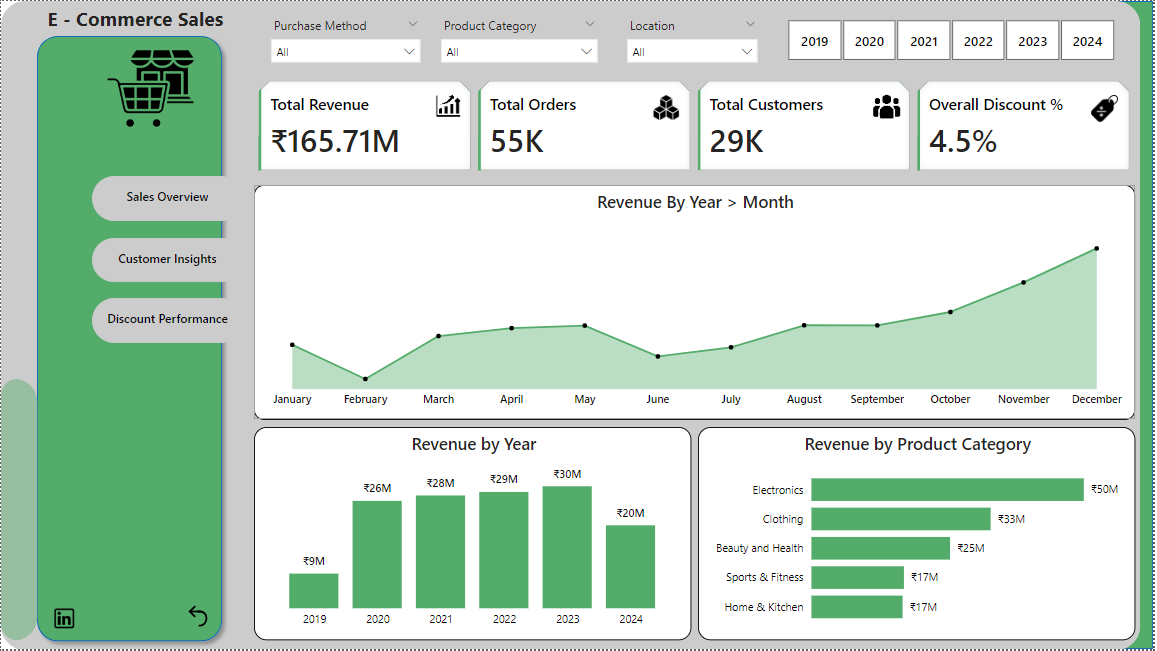 E - Commerce Sales
Purchase Method
All
Product Category
All
Location
All
2019
2020
2021
2022
2023
2024
Total Revenue
₹165.71M
Total Orders
55K
Total Customers
29K
Overall Discount %
4.5%
Sales Overview
Customer Insights
Discount Performance
in
Revenue By Year > Month
January
February
March
April
May
June
July
August
September
October
November
December
Revenue by Year
₹9M
₹26M
₹28M
₹29M
₹30M
₹20M
2019
2020
2021
2022
2023
2024
Revenue by Product Category
Electronics ₹50M
Clothing ₹33M
Beauty and Health ₹25M
Sports & Fitness ₹17M
Home & Kitchen ₹17M